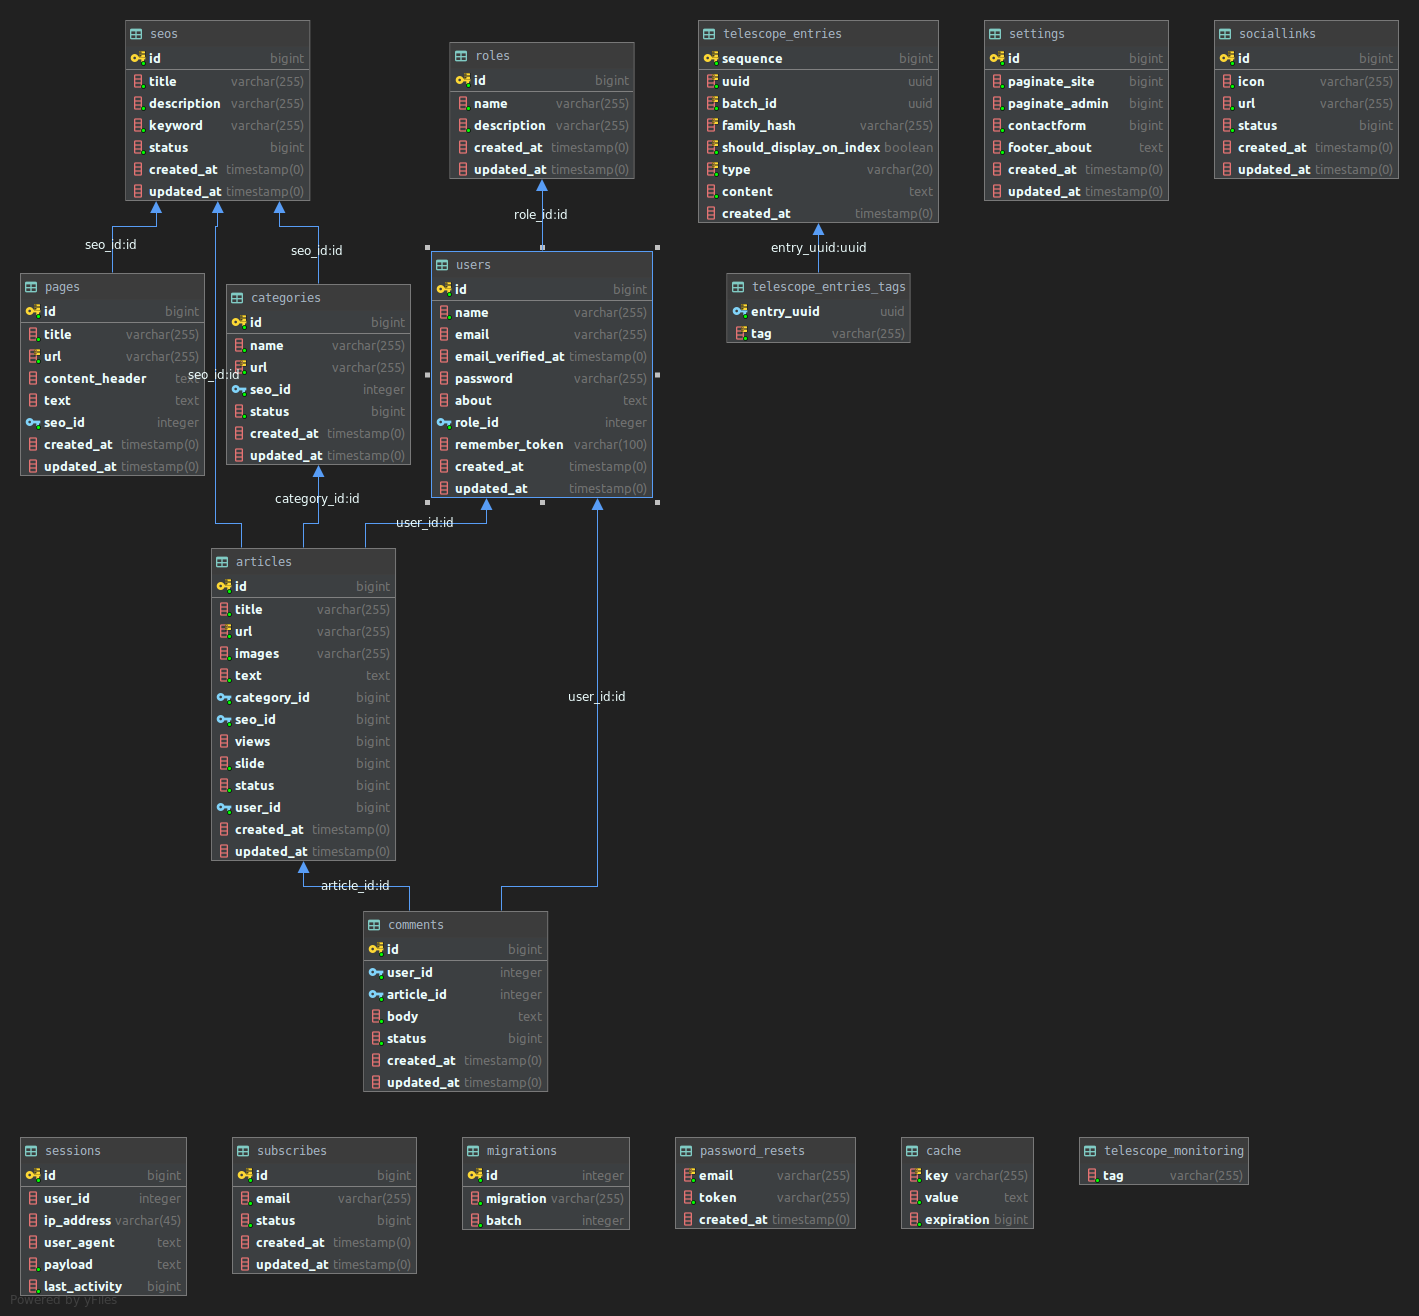 seos
id bigint
title varchar(255)
description varchar(255)
keyword varchar(255)
status bigint
created_at timestamp(0)
updated_at timestamp(0)
roles
id bigint
name varchar(255)
description varchar(255)
created_at timestamp(0)
updated_at timestamp(0)
telescope_entries
sequence bigint
uuid uuid
batch_id uuid
family_hash varchar(255)
should_display_on_index boolean
type varchar(20)
content text
created_at timestamp(0)
settings
id bigint
paginate_site bigint
paginate_admin bigint
contactform bigint
footer_about text
created_at timestamp(0)
updated_at timestamp(0)
sociallinks
id bigint
icon varchar(255)
url varchar(255)
status bigint
created_at timestamp(0)
updated_at timestamp(0)
seo_id:id
seo_id:id
role_id:id
entry_uuid:uuid
pages
id bigint
title varchar(255)
url varchar(255)
content_header text
text text
seo_id integer
created_at timestamp(0)
updated_at timestamp(0)
seo_id:id
categories
id bigint
name varchar(255)
url varchar(255)
seo_id integer
status bigint
created_at timestamp(0)
updated_at timestamp(0)
users
id bigint
name varchar(255)
email varchar(255)
email_verified_at timestamp(0)
password varchar(255)
about text
role_id integer
remember_token varchar(100)
created_at timestamp(0)
updated_at timestamp(0)
telescope_entries_tags
entry_uuid uuid
tag varchar(255)
category_id:id
user_id:id
articles
id bigint
title varchar(255)
url varchar(255)
images varchar(255)
text text
category_id bigint
seo_id bigint
views bigint
slide bigint
status bigint
user_id bigint
created_at timestamp(0)
updated_at timestamp(0)
user_id:id
article_id:id
comments
id bigint
user_id integer
article_id integer
body text
status bigint
created_at timestamp(0)
updated_at timestamp(0)
sessions
id bigint
user_id integer
ip_address varchar(45)
user_agent text
payload text
last_activity bigint
subscribes
id bigint
email varchar(255)
status bigint
created_at timestamp(0)
updated_at timestamp(0)
migrations
id integer
migration varchar(255)
batch integer
password_resets
email varchar(255)
token varchar(255)
created_at timestamp(0)
cache
key varchar(255)
value text
expiration bigint
telescope_monitoring
tag varchar(255)
Powered by yFiles